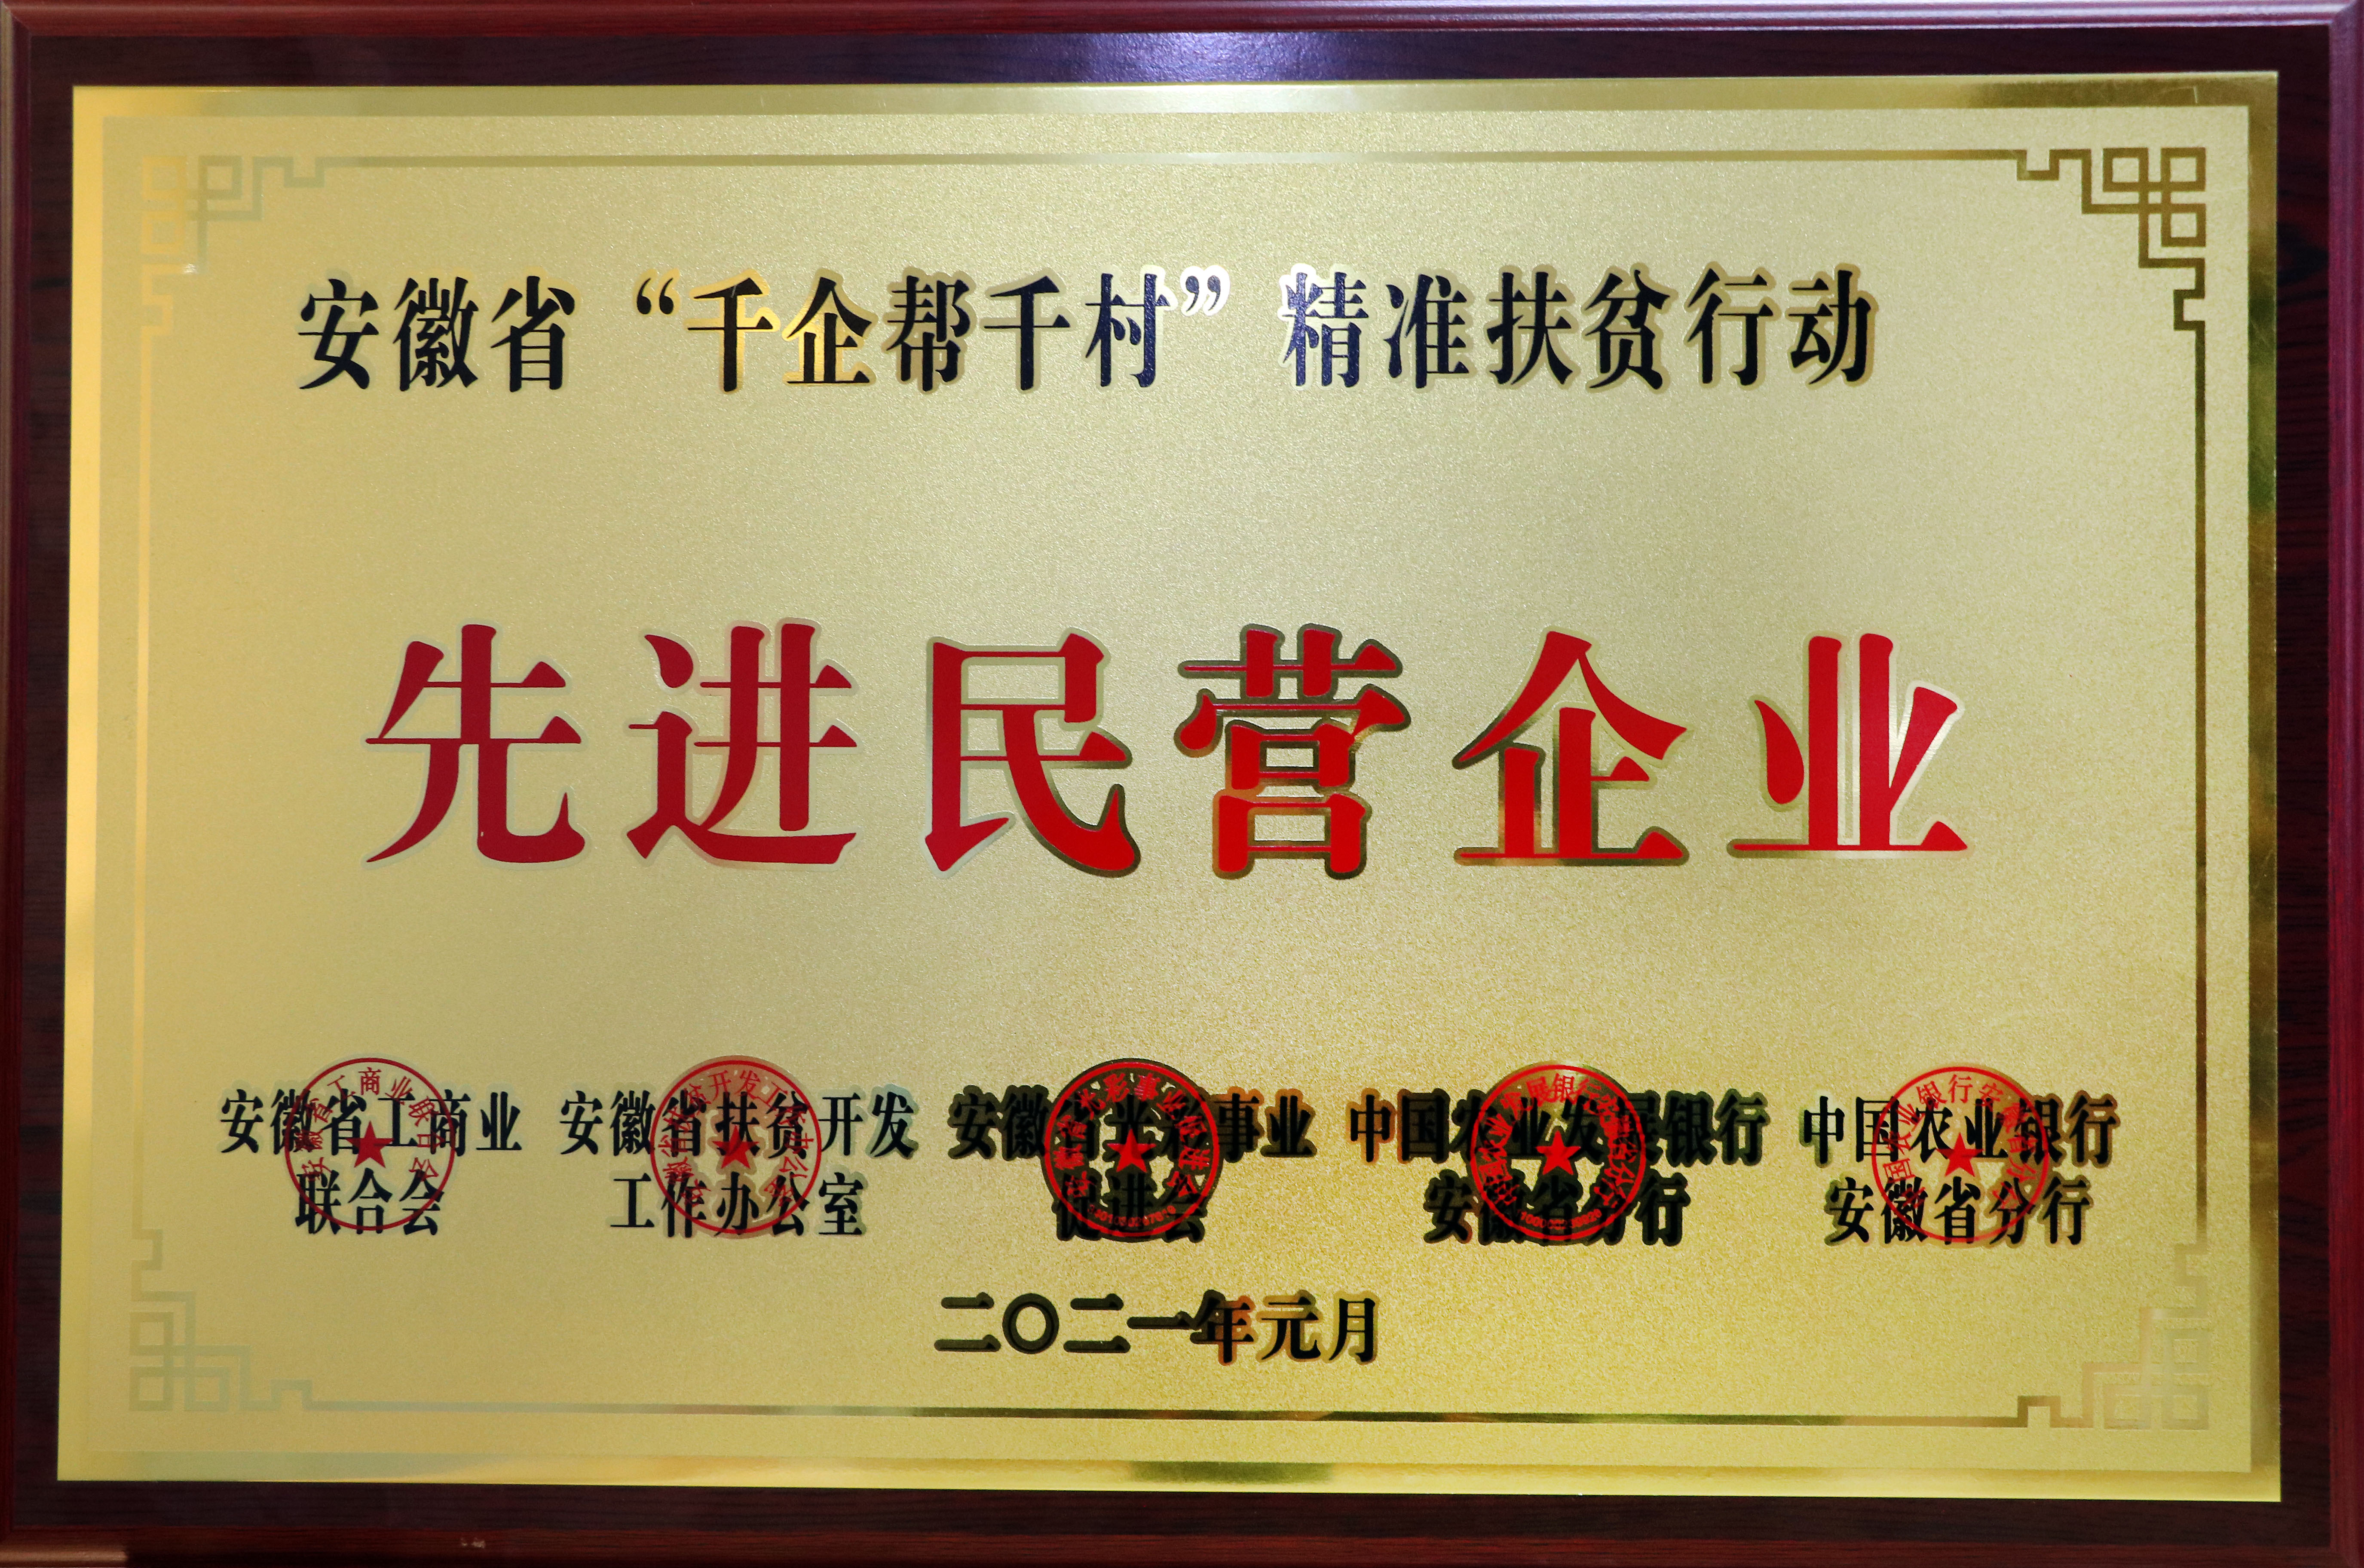 安徽省“千企帮千村”精准扶贫行动
先进民营企业
安徽省工商业 安徽省扶贫开发 安徽省光彩事业 中国农业发展银行 中国农业银行
联合会 工作办公室 促进会 安徽省分行 安徽省分行
二〇二一年元月